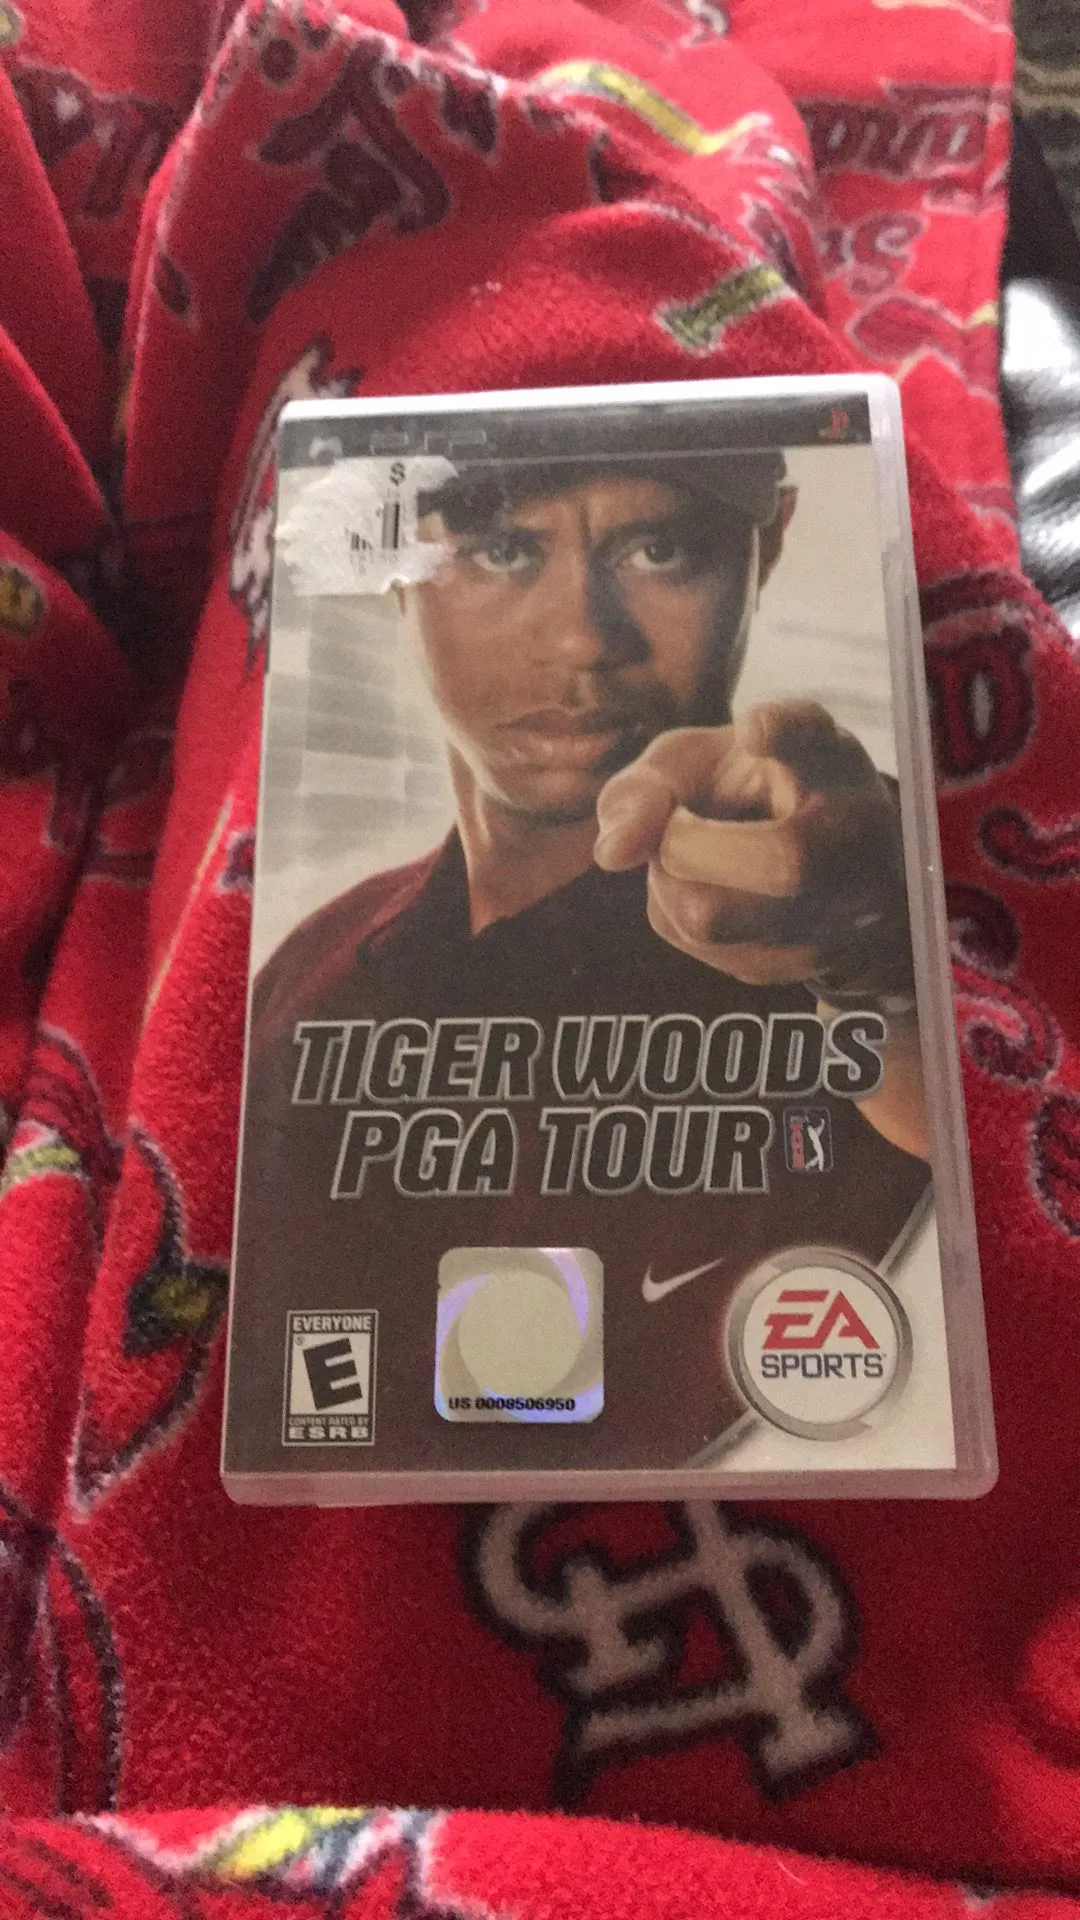 PSP
S
TIGER WOODS
PGA TOUR
EVERYONE
E
CONTENT RATED BY
ESRB
US 0008506950
EA
SPORTS